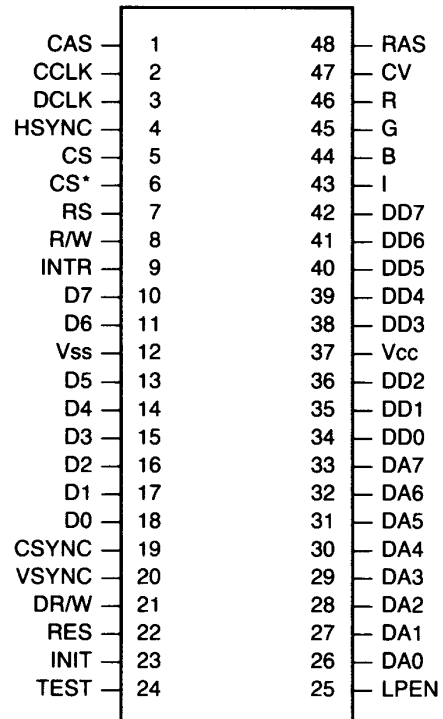 CAS 1 48 RAS
CCLK 2 47 CV
DCLK 3 46 R
HSYNC 4 45 G
CS 5 44 B
CS* 6 43 I
RS 7 42 DD7
R/W 8 41 DD6
INTR 9 40 DD5
D7 10 39 DD4
D6 11 38 DD3
Vss 12 37 Vcc
D5 13 36 DD2
D4 14 35 DD1
D3 15 34 DD0
D2 16 33 DA7
D1 17 32 DA6
D0 18 31 DA5
CSYNC 19 30 DA4
VSYNC 20 29 DA3
DR/W 21 28 DA2
RES 22 27 DA1
INIT 23 26 DA0
TEST 24 25 LPEN